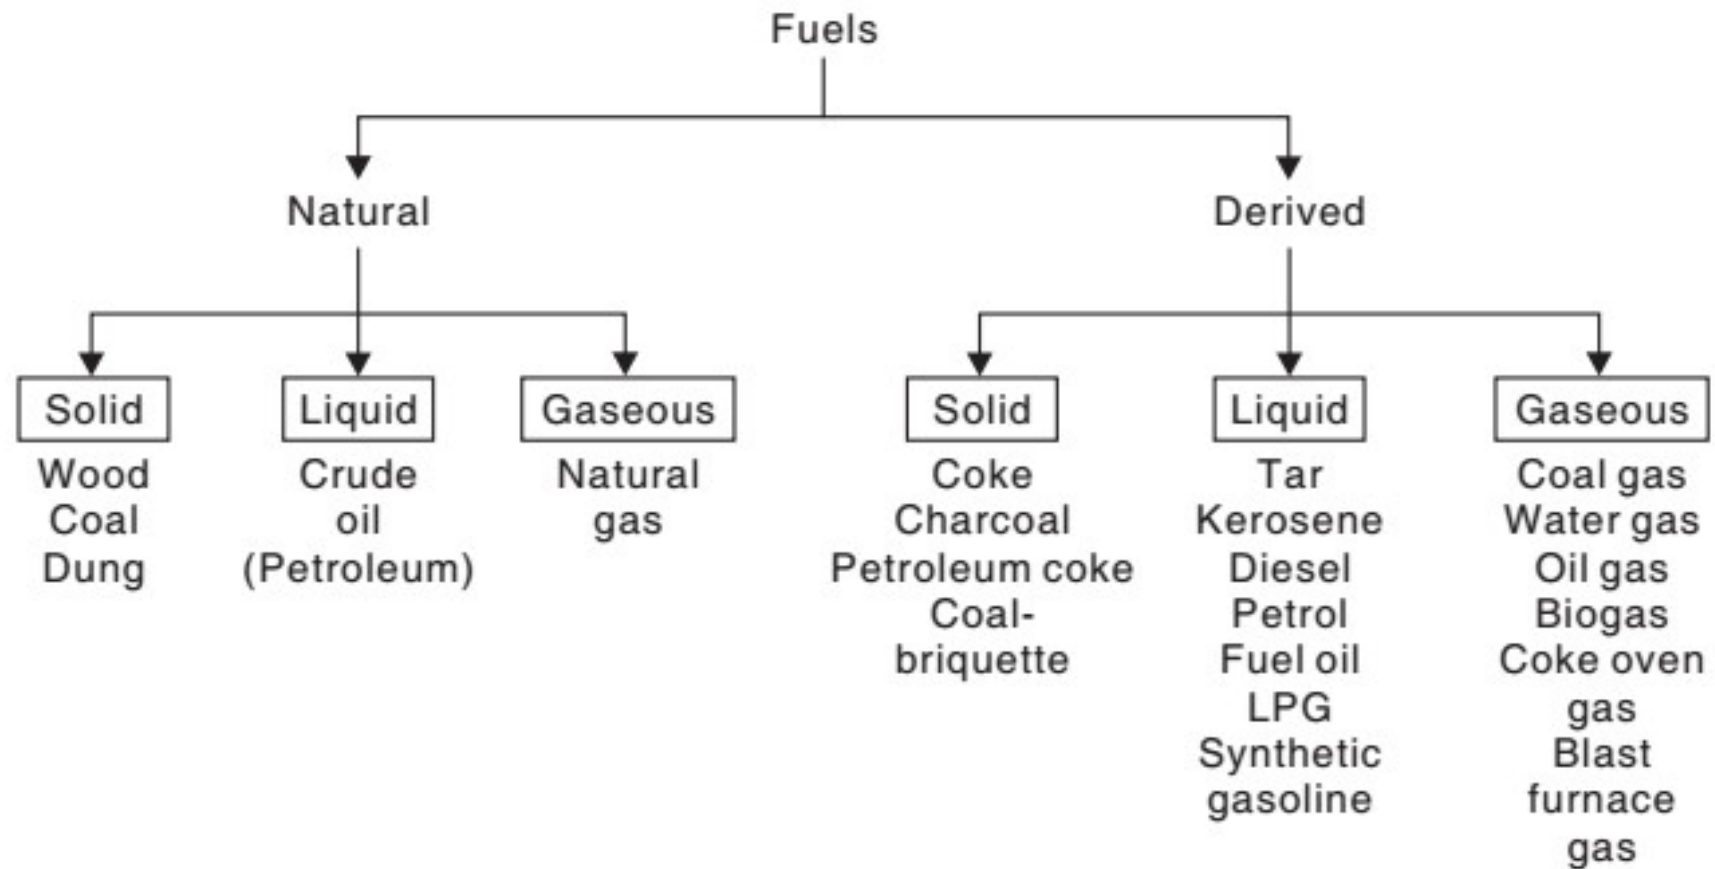 Fuels
Natural
Derived
Solid
Liquid
Gaseous
Solid
Liquid
Gaseous
Wood
Coal
Dung
Crude
oil
(Petroleum)
Natural
gas
Coke
Charcoal
Petroleum coke
Coal-
briquette
Tar
Kerosene
Diesel
Petrol
Fuel oil
LPG
Synthetic
gasoline
Coal gas
Water gas
Oil gas
Biogas
Coke oven
gas
Blast
furnace
gas